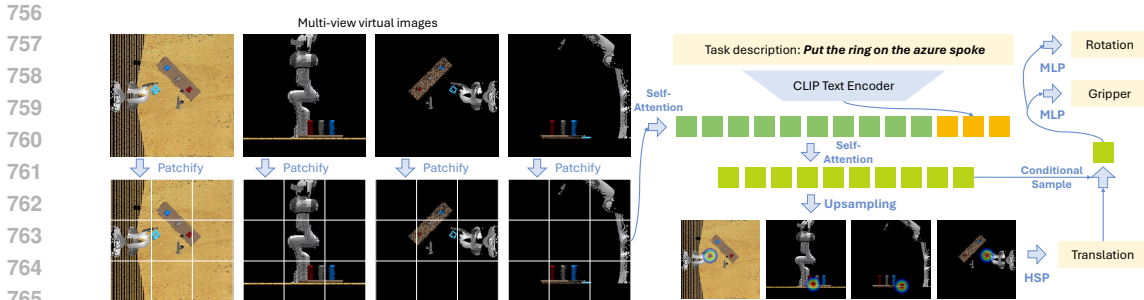 756
757
758
759
760
761
762
763
764
765
Multi-view virtual images
Patchify
Patchify
Patchify
Patchify
Self-
Attention
Task description: Put the ring on the azure spoke
CLIP Text Encoder
Self-
Attention
Upsampling
Conditional
Sample
HSP
Translation
MLP
Rotation
MLP
Gripper